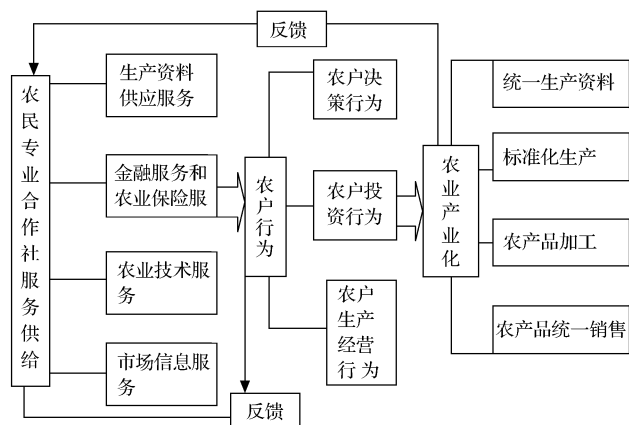 反馈
农
民
专
业
合
作
社
服
务
供
给
生产资料
供应服务
金融服务和
农业保险服
农业技术服
务
市场信息服
务
农
户
行
为
农户决
策行为
农户投
资行为
农户
生产
经营
行 为
农
业
产
业
化
统一生产资料
标准化生产
农产品加工
农产品统一销售
反馈